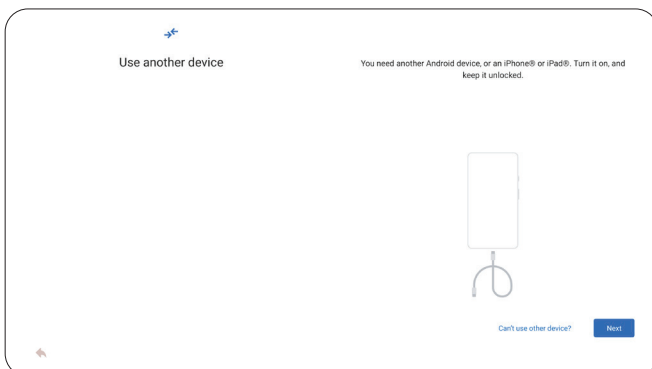 Use another device
You need another Android device, or an iPhone® or iPad®. Turn it on, and
keep it unlocked.
Can't use other device?
Next